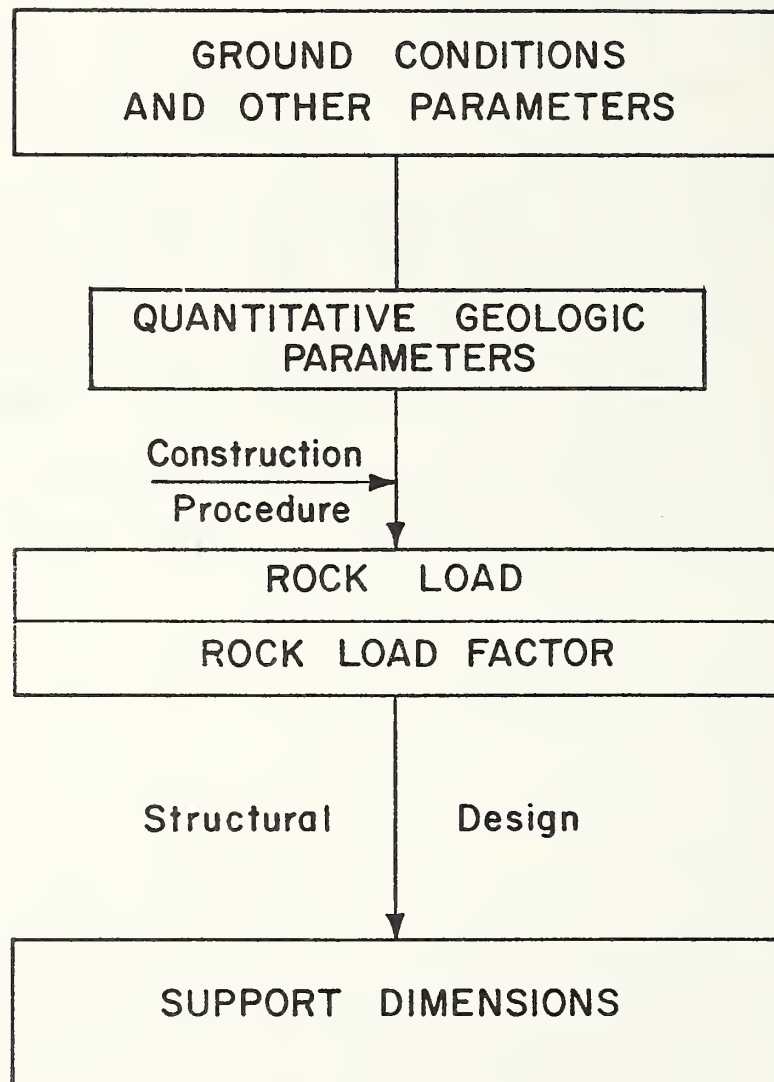 GROUND CONDITIONS
AND OTHER PARAMETERS
QUANTITATIVE GEOLOGIC
PARAMETERS
Construction
Procedure
ROCK LOAD
ROCK LOAD FACTOR
Structural Design
SUPPORT DIMENSIONS